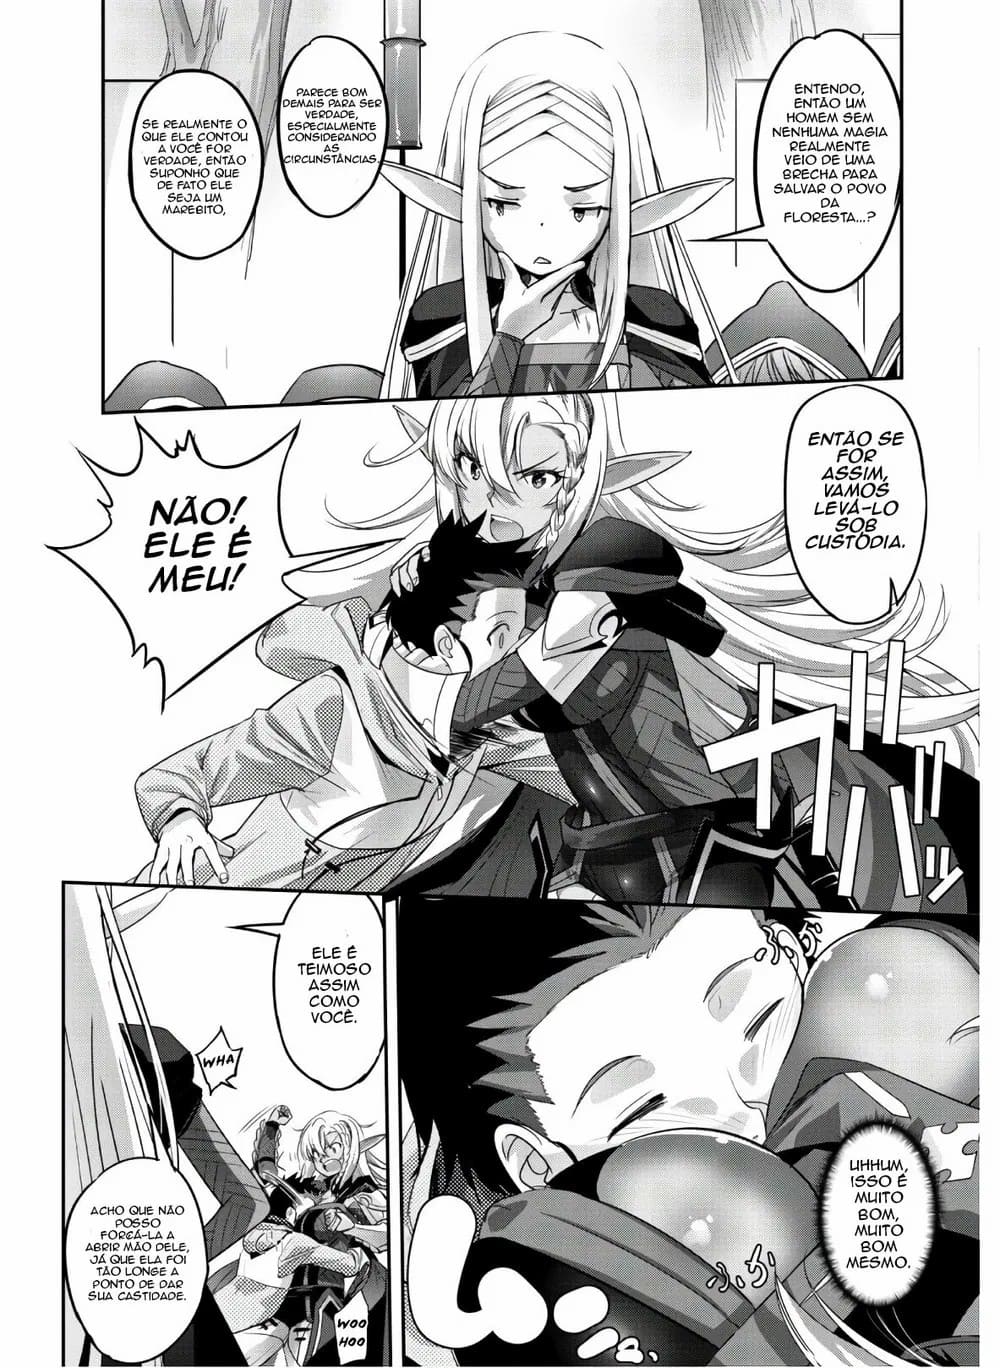 ENTENDO,
ENTÃO UM
HOMEM SEM
NENHUMA MAGIA
REALMENTE
VEIO DE UMA
BRECHA PARA
SALVAR O POVO
DA
FLORESTA...?
PARECE BOM
DEMAIS PARA SER
VERDADE,
ESPECIALMENTE
CONSIDERANDO
AS
CIRCUNSTÂNCIAS.
SE REALMENTE O
QUE ELE CONTOU
A VOCÊ FOR
VERDADE, ENTÃO
SUPONHO QUE
DE FATO ELE
SEJA UM
MAREBITO,
ENTÃO SE
FOR
ASSIM,
VAMOS
LEVÁ-LO
SOB
CUSTÓDIA.
NÃO!
ELE É
MEU!
UHHUM,
ISSO É
MUITO
BOM,
MUITO
BOM
MESMO.
ふかふか
ELE É
TEIMOSO
ASSIM
COMO
VOCÊ.
WHA
ACHO QUE NÃO
POSSO
FORÇÁ-LA A
ABRIR MÃO DELE,
JÁ QUE ELA FOI
TÃO LONGE A
PONTO DE DAR
SUA CASTIDADE.
WOO
HOO